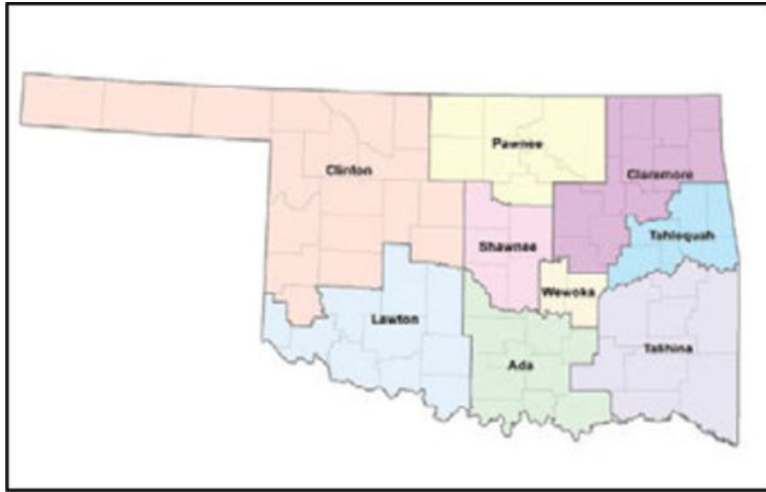 Pawnee
Clinton
Claremore
Tahlequah
Shawnee
Wewoka
Lawton
Talihina
Ada